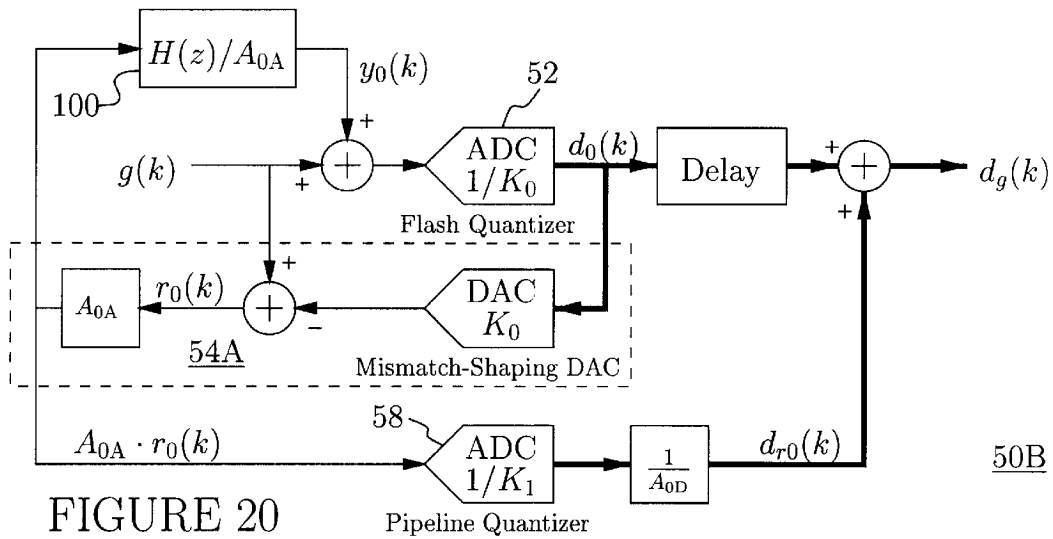 H(z)/A0A
y0(k)
100
52
+
g(k)
+
+
ADC
1/K0
d0(k)
Delay
+
+
dg(k)
Flash Quantizer
+
+
A0A
r0(k)
+
−
DAC
K0
54A
Mismatch-Shaping DAC
58
A0A · r0(k)
ADC
1/K1
1
A0D
dr0(k)
50B
FIGURE 20
Pipeline Quantizer